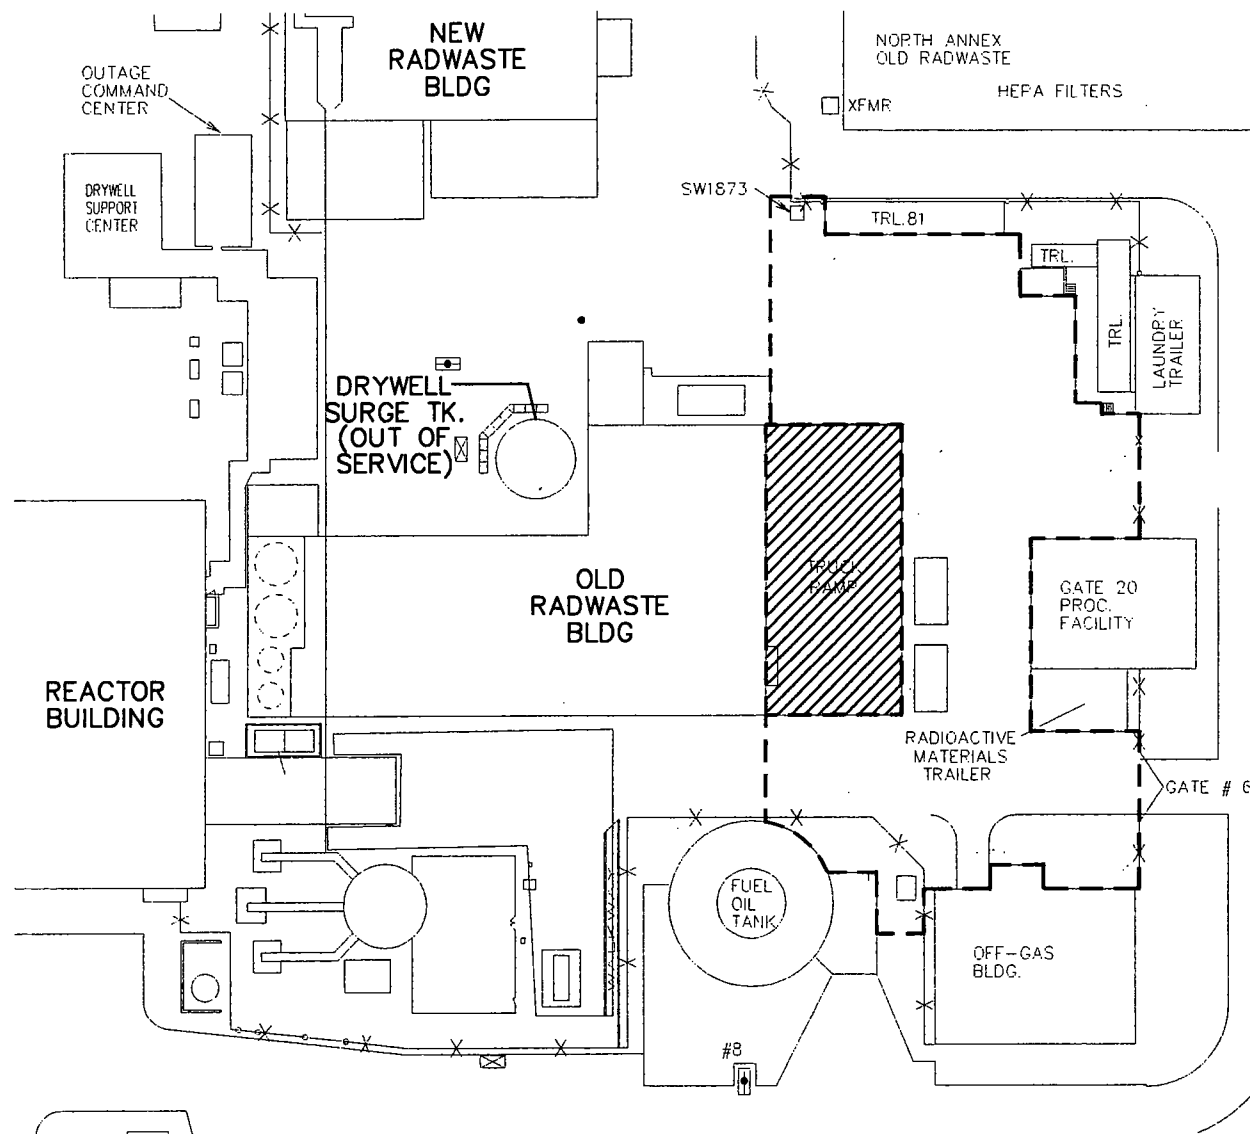 NEW
RADWASTE
BLDG
NORTH ANNEX
OLD RADWASTE
HEPA FILTERS
XFMR
OUTAGE
COMMAND
CENTER
DRYWELL
SUPPORT
CENTER
SW1873
TRL.81
TRL.
TRL.
LAUNDRY
TRAILER
DRYWELL
SURGE TK.
(OUT OF
SERVICE)
TRUCK
RAMP
OLD
RADWASTE
BLDG
GATE 20
PROC.
FACILITY
REACTOR
BUILDING
RADIOACTIVE
MATERIALS
TRAILER
GATE # 6
FUEL
OIL
TANK
OFF-GAS
BLDG.
#8